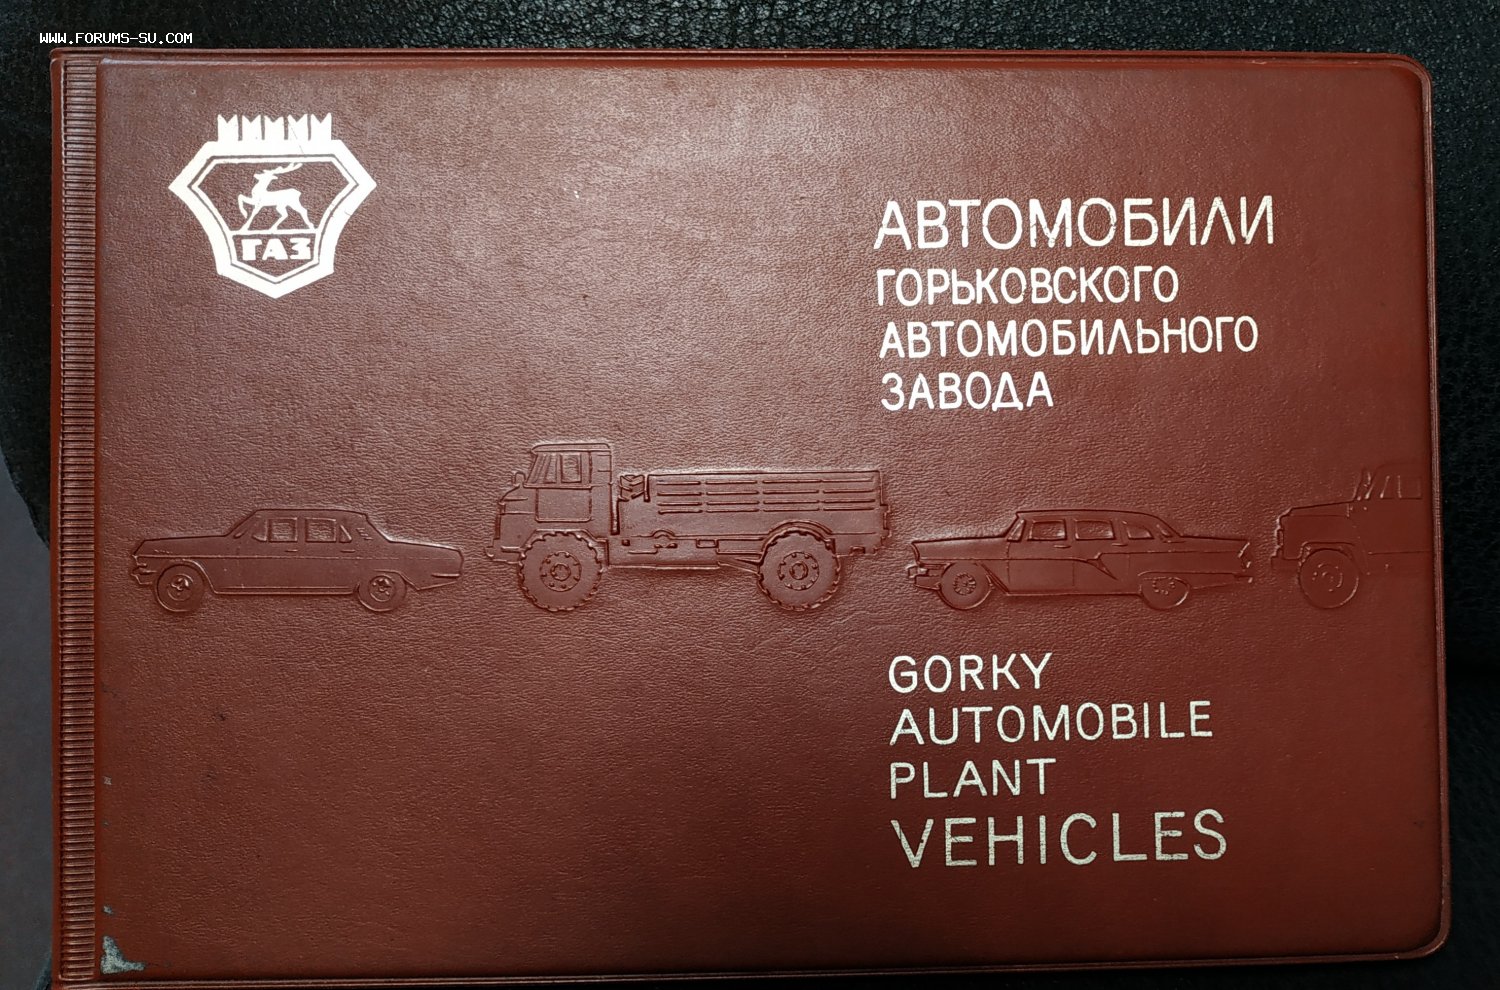 WWW.FORUMS-SU.COM
ГАЗ
АВТОМОБИЛИ
ГОРЬКОВСКОГО
АВТОМОБИЛЬНОГО
ЗАВОДА
GORKY
AUTOMOBILE
PLANT
VEHICLES